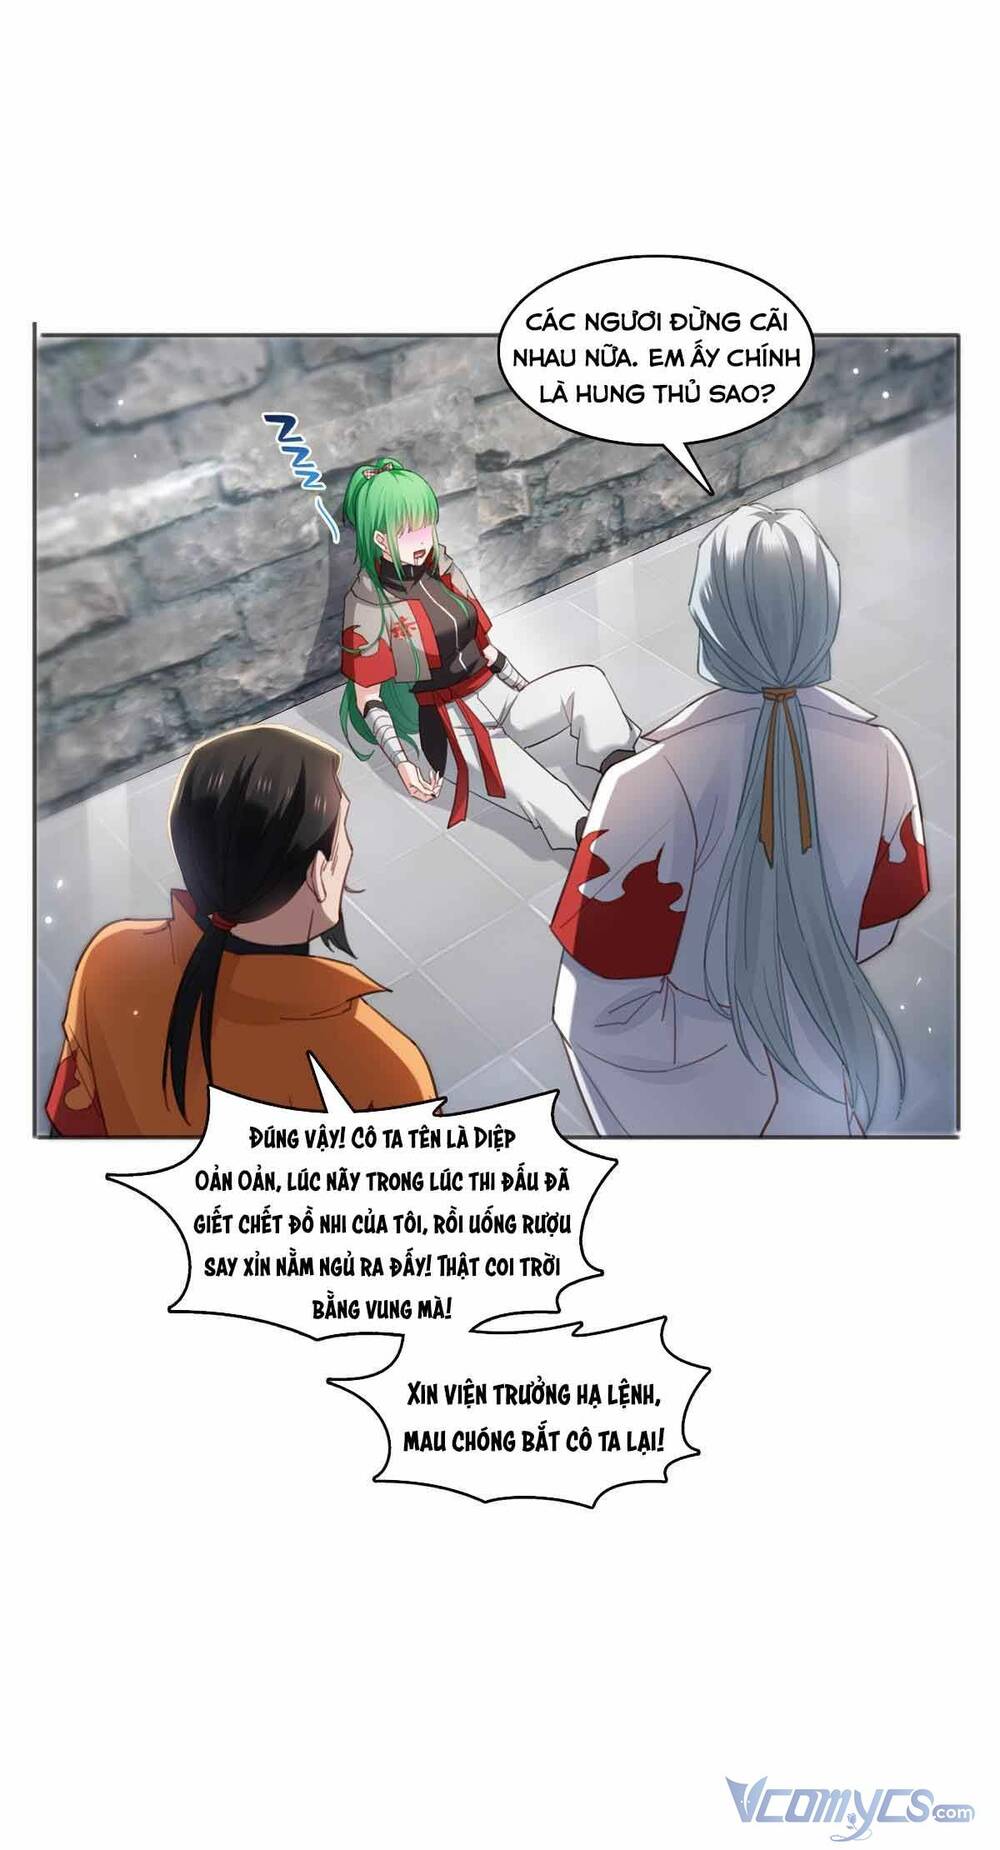 CÁC NGƯƠI ĐỪNG CÃI
NHAU NỮA. EM ẤY CHÍNH
LÀ HUNG THỦ SAO?
ZZZZ
ĐÚNG VẬY! CÔ TA TÊN LÀ DIỆP
OẢN OẢN, LÚC NÃY TRONG LÚC THI ĐẤU ĐÃ
GIẾT CHẾT ĐỒ NHI CỦA TÔI, RỒI UỐNG RƯỢU
SAY XỈN NẰM NGỦ RA ĐẤY! THẬT COI TRỜI
BẰNG VUNG MÀ!
XIN VIỆN TRƯỞNG HẠ LỆNH,
MAU CHÓNG BẮT CÔ TA LẠI!
VCOMYCS.com